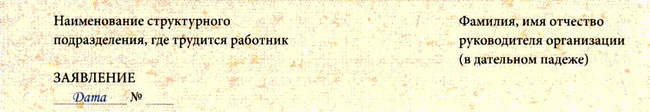 Наименование структурного
подразделения, где трудится работник
Фамилия, имя отчество
руководителя организации
(в дательном падеже)
ЗАЯВЛЕНИЕ
Дата №